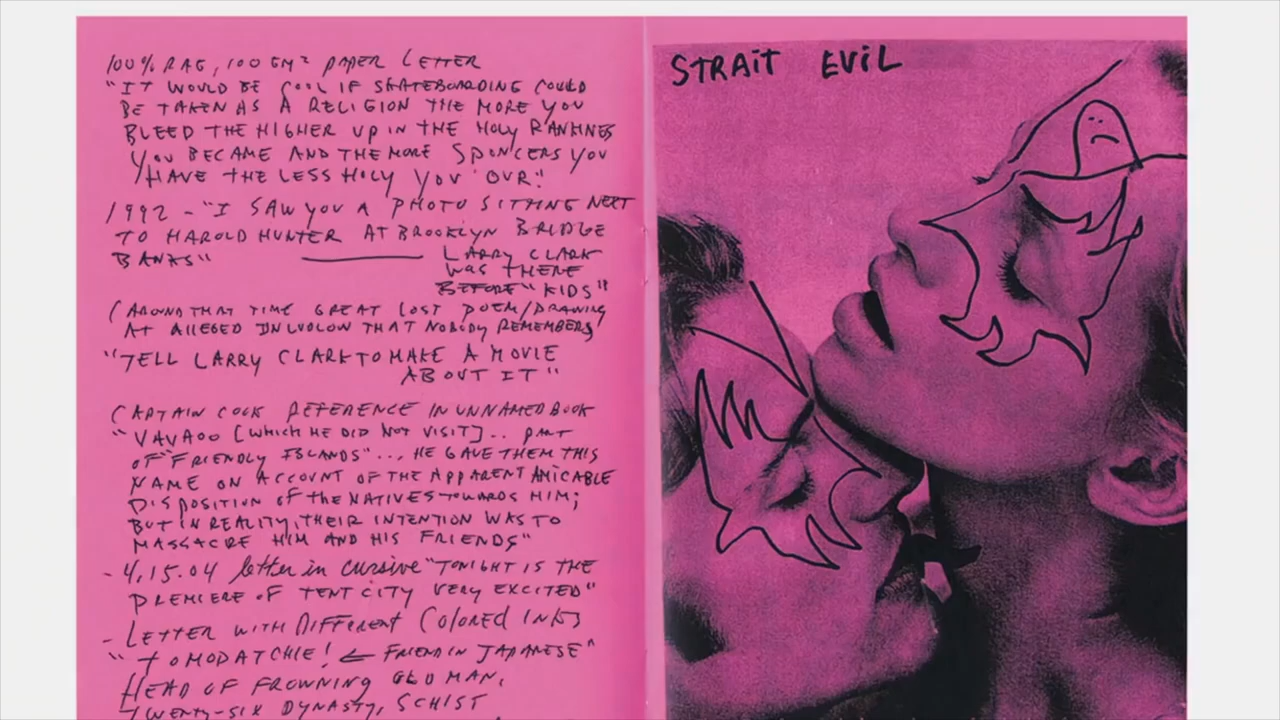 100% RAG, 100 GM² PAPER LETTER
"IT WOULD BE COOL IF SKATEBOARDING COULD
BE TAKEN AS A RELIGION THE MORE YOU
BLEED THE HIGHER UP IN THE HOLY RANKINGS
YOU BECAME AND THE MORE SPONCERS YOU
HAVE THE LESS HOLY YOU OUR!"
1992 - "I SAW YOU A PHOTO SITTING NEXT
TO HAROLD HUNTER AT BROOKLYN BRIDGE
BANKS"
LARRY CLARK
WAS THERE
BEFORE "KIDS"
(AROUND THAT TIME GREAT LOST POEM/DRAWING
AT ALLEGED IN LUDLOW THAT NOBODY REMEMBERS)
"TELL LARRY CLARK TO MAKE A MOVIE
ABOUT IT"
CAPTAIN COOK REFERENCE IN UNNAMED BOOK
"VAVAOO [WHICH HE DID NOT VISIT].. PART
OF "FRIENDLY ISLANDS"... HE GAVE THEM THIS
NAME ON ACCOUNT OF THE APPARENT AMICABLE
DISPOSITION OF THE NATIVES TOWARDS HIM;
BUT IN REALITY, THEIR INTENTION WAS TO
MASSACRE HIM AND HIS FRIENDS"
- 4.15.04 letter in cursive "TONIGHT IS THE
PREMIERE OF TENT CITY VERY EXCITED"
- LETTER WITH DIFFERENT COLORED INKS
"TOMODATCHIE! ← FRIEND IN JAPANESE"
HEAD OF FROWNING OLD MAN,
TWENTY-SIX DYNASTY, SCHIST
STRAIT EVIL